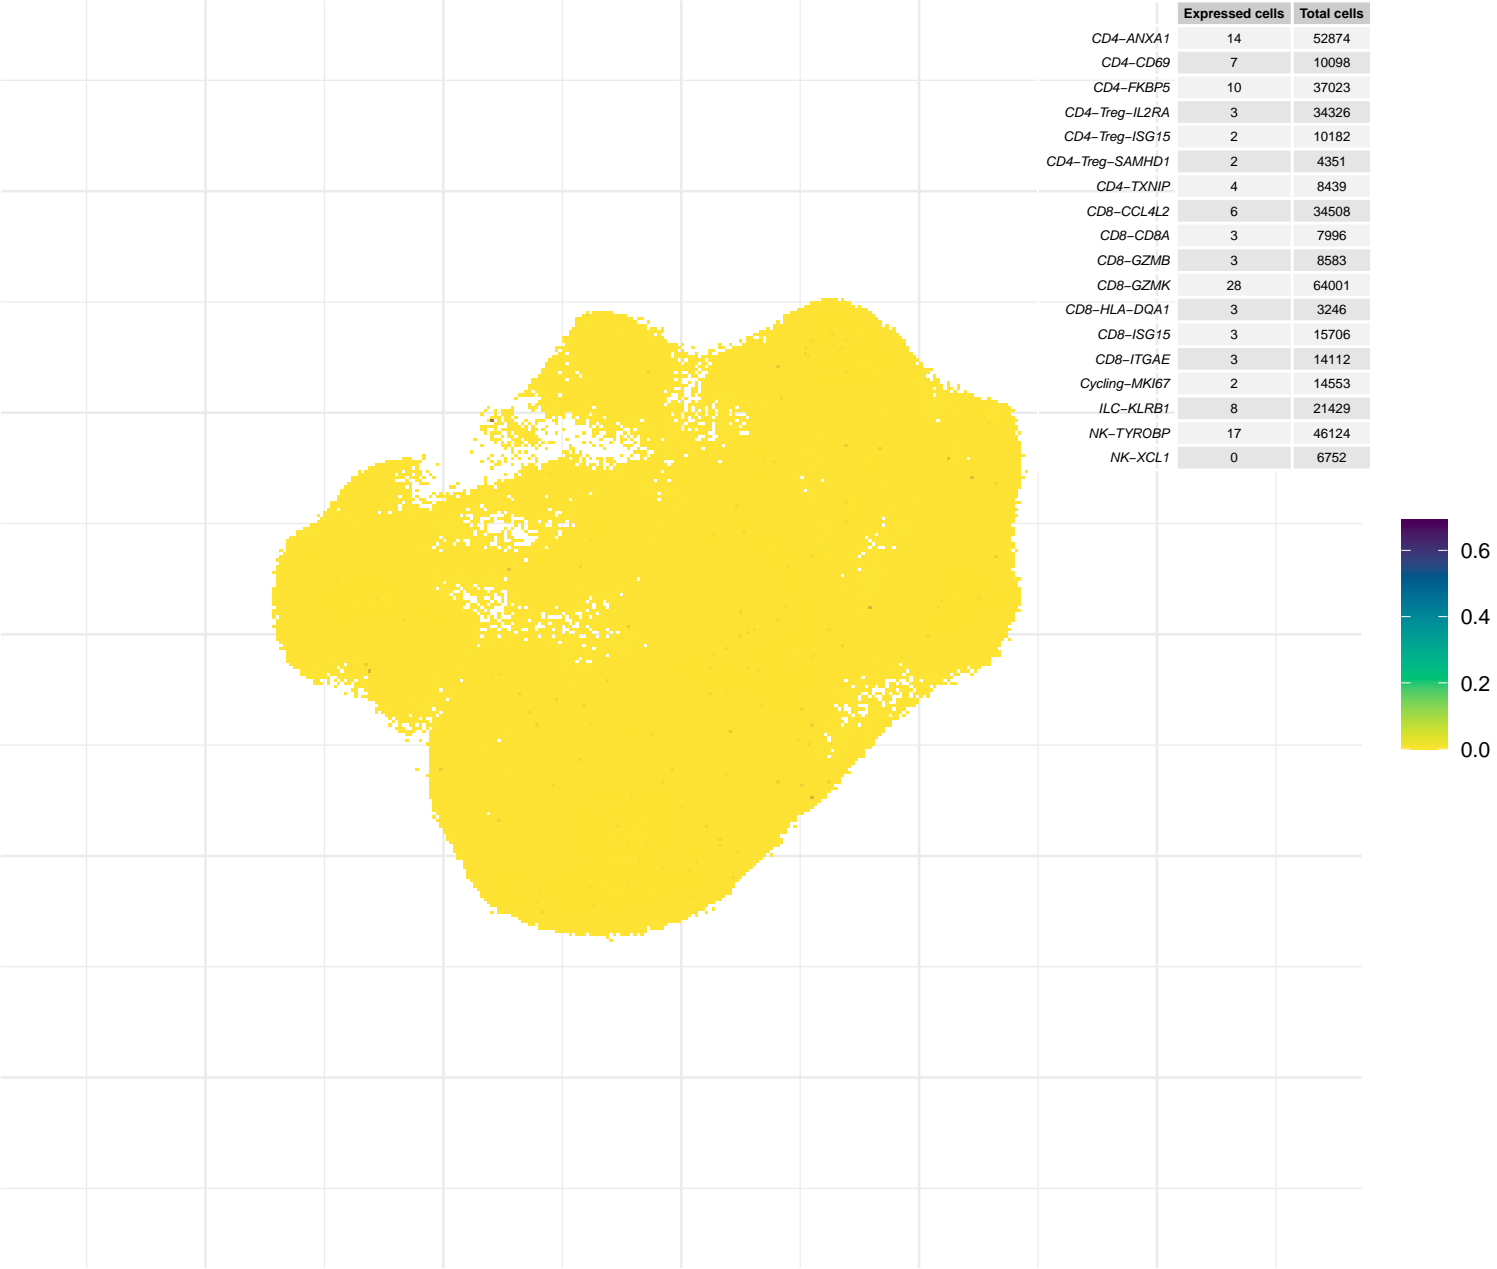 Expressed cells Total cells
CD4−ANXA1 14 52874
CD4−CD69 7 10098
CD4−FKBP5 10 37023
CD4−Treg−IL2RA 3 34326
CD4−Treg−ISG15 2 10182
CD4−Treg−SAMHD1 2 4351
CD4−TXNIP 4 8439
CD8−CCL4L2 6 34508
CD8−CD8A 3 7996
CD8−GZMB 3 8583
CD8−GZMK 28 64001
CD8−HLA−DQA1 3 3246
CD8−ISG15 3 15706
CD8−ITGAE 3 14112
Cycling−MKI67 2 14553
ILC−KLRB1 8 21429
NK−TYROBP 17 46124
NK−XCL1 0 6752
0.6
0.4
0.2
0.0